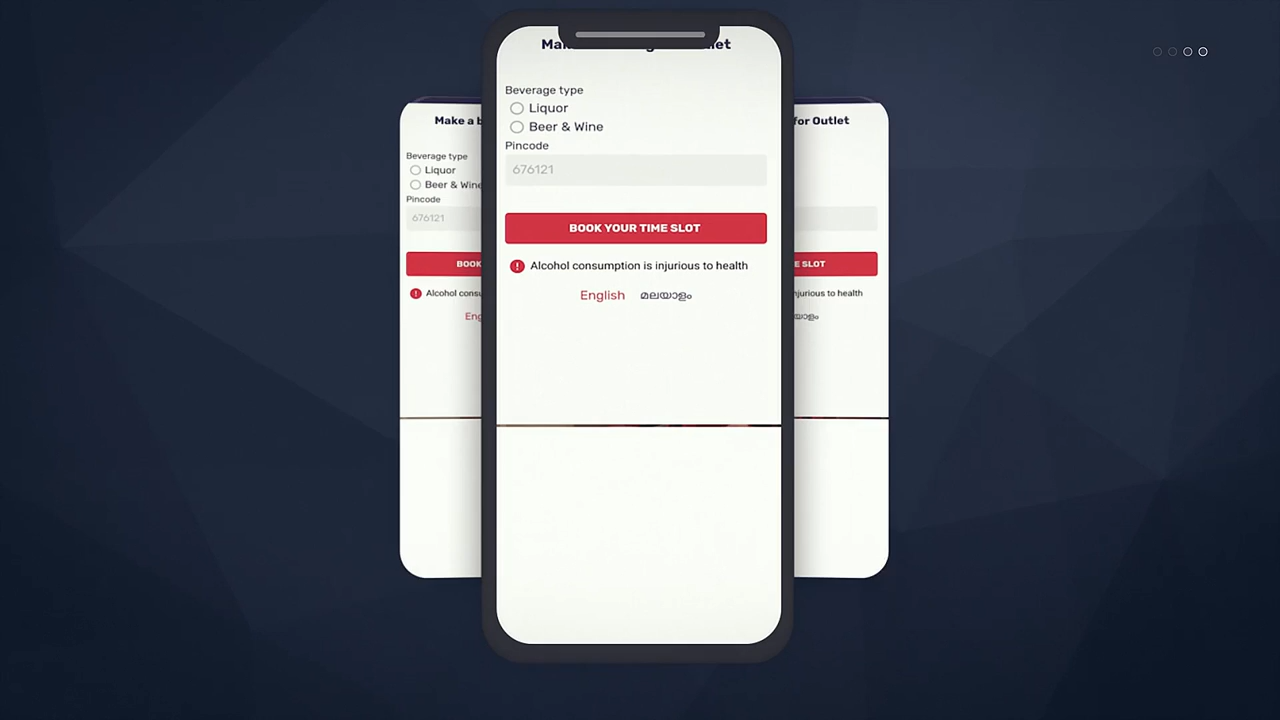 Beverage type
Liquor
Beer & Wine
Pincode
676121
BOOK YOUR TIME SLOT
Alcohol consumption is injurious to health
English മലയാളം
Make a
Beverage type
Liquor
Beer & Wine
Pincode
676121
BOOK
Alcohol
for Outlet
SLOT
injurious to health